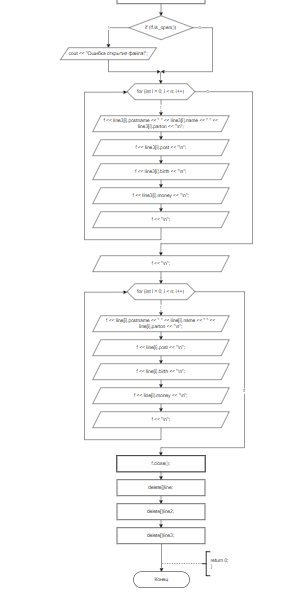 if (!f.is_open())
cout << "Ошибка открытия файла!";
for (int i = 0; i < n; i++)
f << line3[i].postname << " " << line3[i].name << " " <<
line3[i].parton << "\n";
f << line3[i].post << "\n";
f << line3[i].birth << "\n";
f << line3[i].money << "\n";
f << "\n";
f << "\n";
for (int i = 0; i < n; i++)
f << line[i].postname << " " << line[i].name << " " <<
line[i].parton << "\n";
f << line[i].post << "\n";
f << line[i].birth << "\n";
f << line[i].money << "\n";
f << "\n";
f.close();
delete[]line;
delete[]line2;
delete[]line3;
return 0;
}
Конец